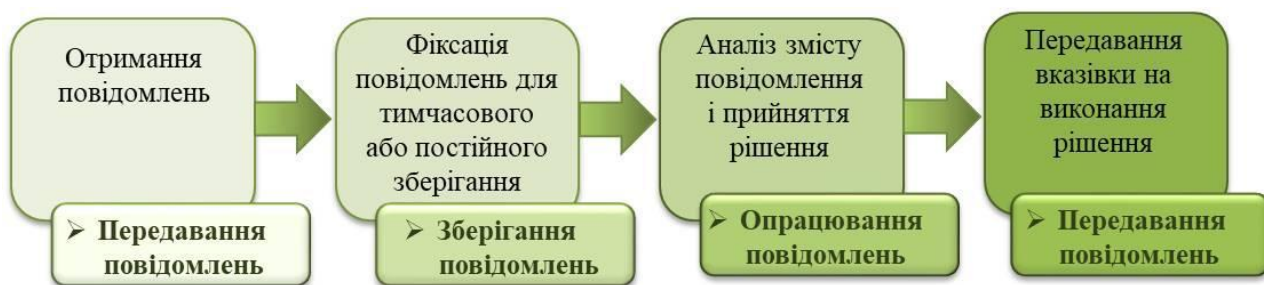 Отримання
повідомлень
➢ Передавання
повідомлень
Фіксація
повідомлень для
тимчасового
або постійного
зберігання
➢ Зберігання
повідомлень
Аналіз змісту
повідомлення
і прийняття
рішення
➢ Опрацювання
повідомлень
Передавання
вказівки на
виконання
рішення
➢ Передавання
повідомлень